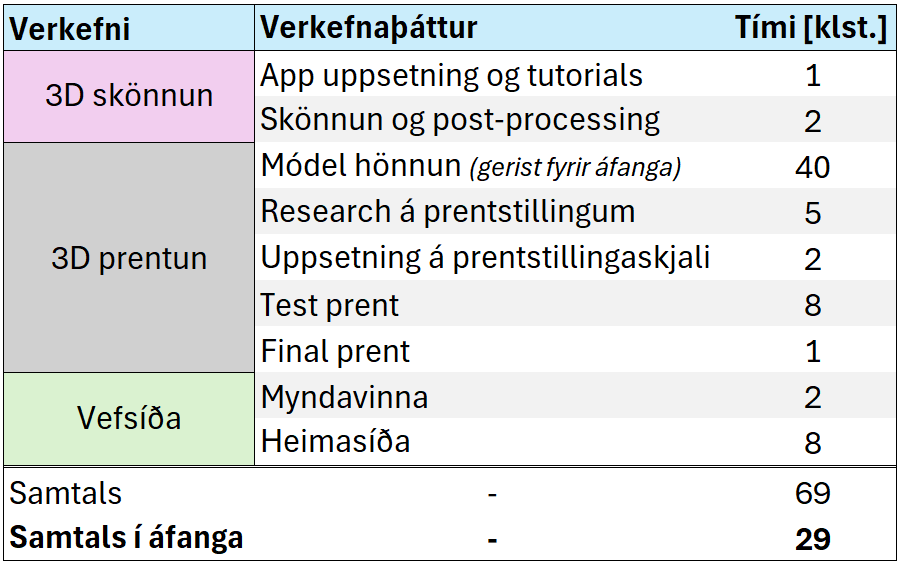 Verkefni Verkefnaþáttur Tími [klst.]
3D skönnun
App uppsetning og tutorials 1
Skönnun og post-processing 2
3D prentun
Módel hönnun (gerist fyrir áfanga) 40
Research á prentstillingum 5
Uppsetning á prentstillingaskjali 2
Test prent 8
Final prent 1
Vefsíða
Myndavinna 2
Heimasíða 8
Samtals - 69
Samtals í áfanga - 29